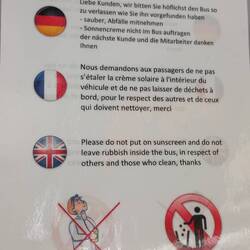 Liebe Kunden, wir bitten Sie höflichst den Bus so
zu verlassen wie Sie ihn vorgefunden haben
- sauber, Abfälle mitnehmen
- Sonnencreme nicht im Bus auftragen
der nächste Kunde und die Mitarbeiter danken
Ihnen
Nous demandons aux passagers de ne pas
s'étaler la crème solaire à l'intérieur du
véhicule et de ne pas laisser de déchets à
bord, pour le respect des autres et de ceux
qui doivent nettoyer, merci
Please do not put on sunscreen and do not
leave rubbish inside the bus, in respect of
others and those who clean, thanks